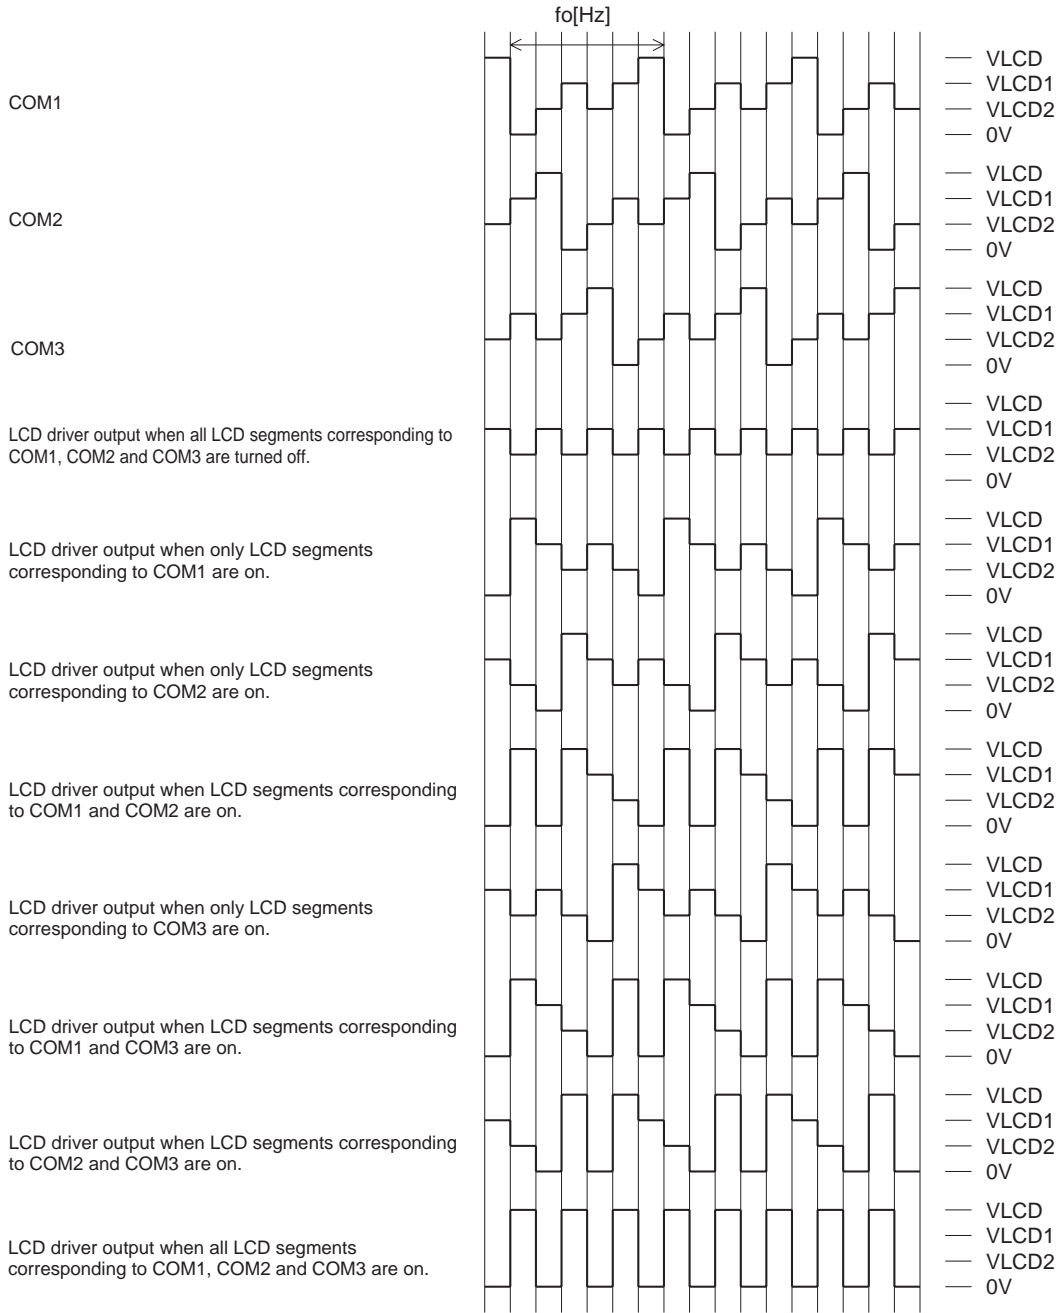 fo[Hz]
VLCD
VLCD1
COM1
VLCD2
0V
VLCD
VLCD1
COM2
VLCD2
0V
VLCD
VLCD1
COM3
VLCD2
0V
VLCD
LCD driver output when all LCD segments corresponding to
COM1, COM2 and COM3 are turned off.
VLCD1
VLCD2
0V
VLCD
LCD driver output when only LCD segments
corresponding to COM1 are on.
VLCD1
VLCD2
0V
VLCD
LCD driver output when only LCD segments
corresponding to COM2 are on.
VLCD1
VLCD2
0V
VLCD
VLCD1
LCD driver output when LCD segments corresponding
to COM1 and COM2 are on.
VLCD2
0V
VLCD
VLCD1
LCD driver output when only LCD segments
corresponding to COM3 are on.
VLCD2
0V
VLCD
VLCD1
LCD driver output when LCD segments corresponding
to COM1 and COM3 are on.
VLCD2
0V
VLCD
VLCD1
LCD driver output when LCD segments corresponding
to COM2 and COM3 are on.
VLCD2
0V
VLCD
VLCD1
LCD driver output when all LCD segments
corresponding to COM1, COM2 and COM3 are on.
VLCD2
0V